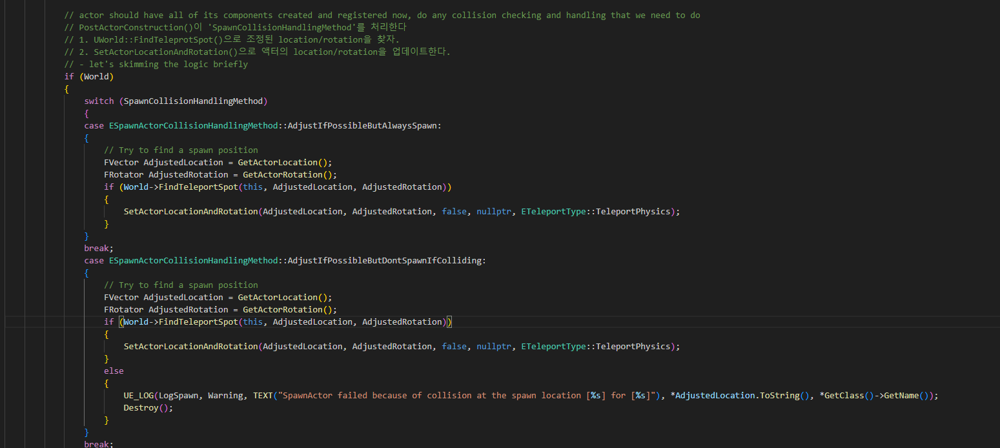 // actor should have all of its components created and registered now, do any collision checking and handling that we need to do
// PostActorConstruction()이 'SpawnCollisionHandlingMethod'를 처리한다
// 1. UWorld::FindTeleprotSpot()으로 조정된 location/rotation을 찾자.
// 2. SetActorLocationAndRotation()으로 액터의 location/rotation을 업데이트한다.
// - let's skimming the logic briefly
if (World)
{
switch (SpawnCollisionHandlingMethod)
{
case ESpawnActorCollisionHandlingMethod::AdjustIfPossibleButAlwaysSpawn:
{
// Try to find a spawn position
FVector AdjustedLocation = GetActorLocation();
FRotator AdjustedRotation = GetActorRotation();
if (World->FindTeleportSpot(this, AdjustedLocation, AdjustedRotation))
{
SetActorLocationAndRotation(AdjustedLocation, AdjustedRotation, false, nullptr, ETeleportType::TeleportPhysics);
}
}
break;
case ESpawnActorCollisionHandlingMethod::AdjustIfPossibleButDontSpawnIfColliding:
{
// Try to find a spawn position
FVector AdjustedLocation = GetActorLocation();
FRotator AdjustedRotation = GetActorRotation();
if (World->FindTeleportSpot(this, AdjustedLocation, AdjustedRotation))
{
SetActorLocationAndRotation(AdjustedLocation, AdjustedRotation, false, nullptr, ETeleportType::TeleportPhysics);
}
else
{
UE_LOG(LogSpawn, Warning, TEXT("SpawnActor failed because of collision at the spawn location [%s] for [%s]"), *AdjustedLocation.ToString(), *GetClass()->GetName());
Destroy();
}
}
break;